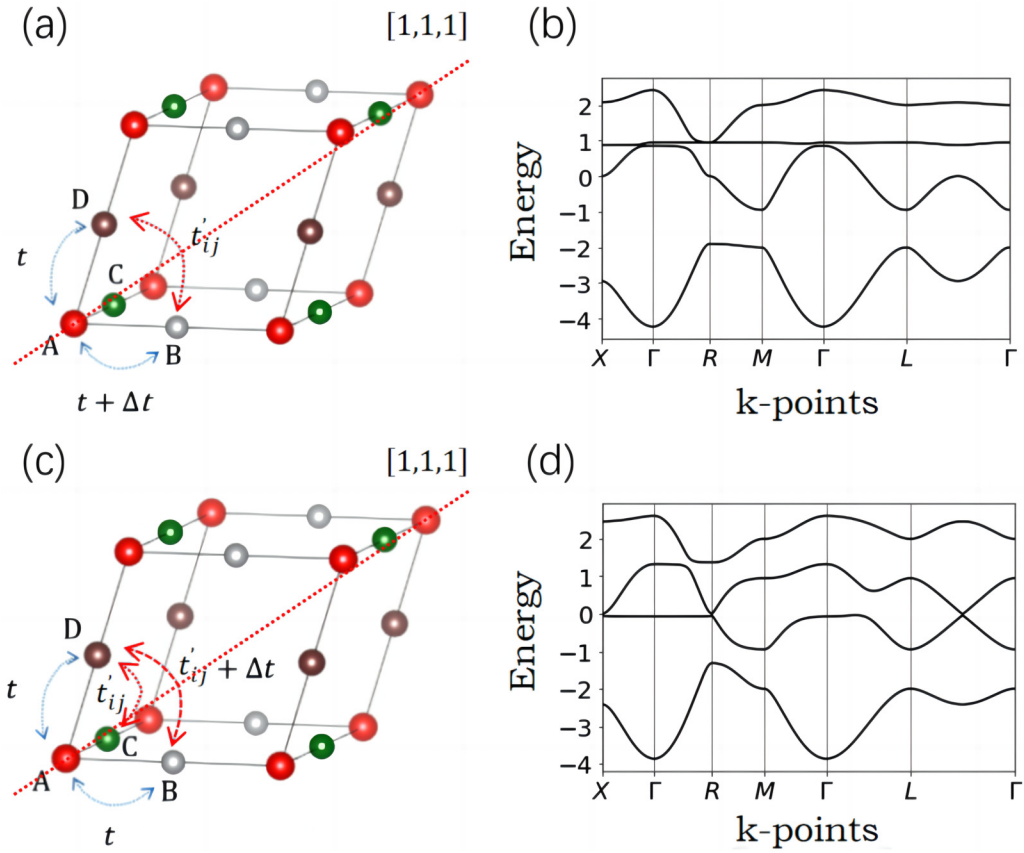 (a)
[1,1,1]
D
t
t'ij
C
A
B
t + Δt
(b)
Energy
2
1
0
−1
−2
−3
−4
X Γ R M Γ L Γ
k-points
(c)
[1,1,1]
D
t
t'ij + Δt
t'ij
C
A
B
t
(d)
Energy
2
1
0
−1
−2
−3
−4
X Γ R M Γ L Γ
k-points